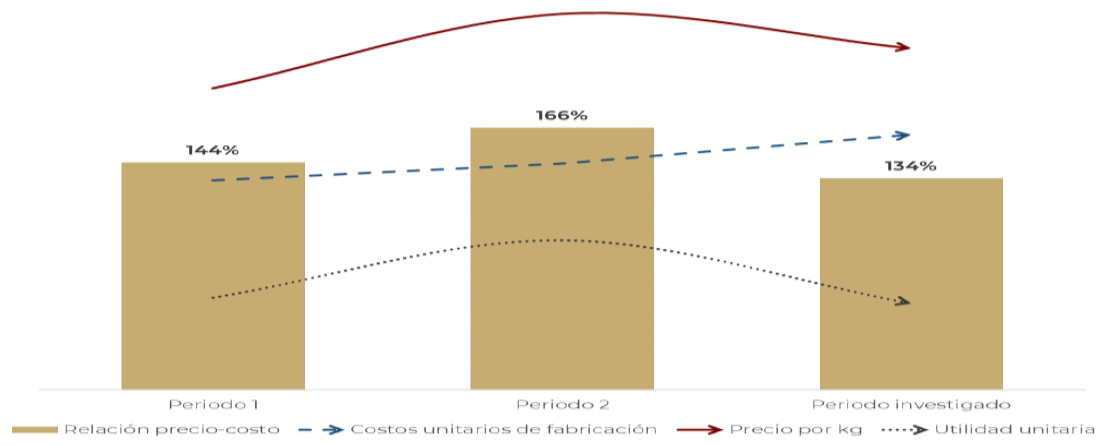 166%
144%
134%
Periodo 1
Periodo 2
Periodo investigado
Relación precio-costo
Costos unitarios de fabricación
Precio por kg
Utilidad unitaria